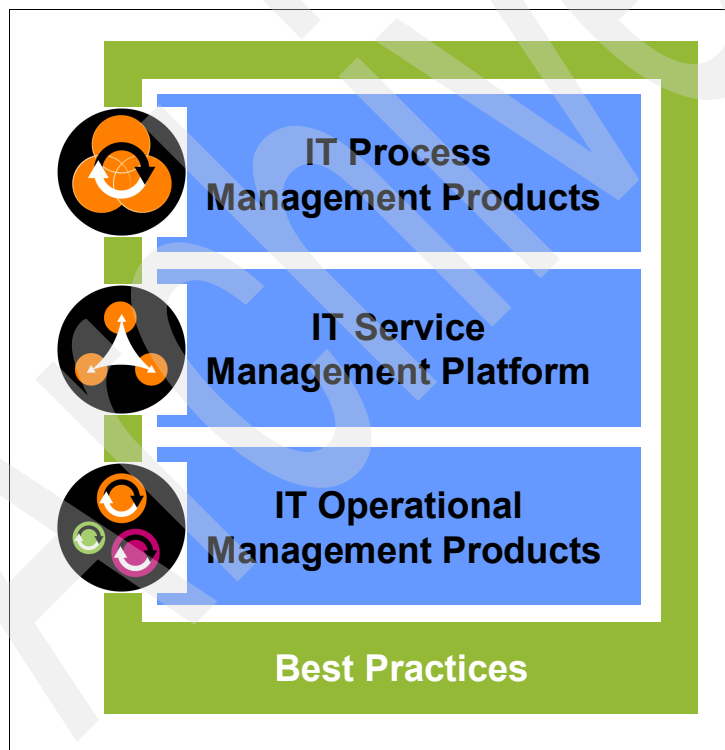 IT Process
Management Products
IT Service
Management Platform
IT Operational
Management Products
Best Practices